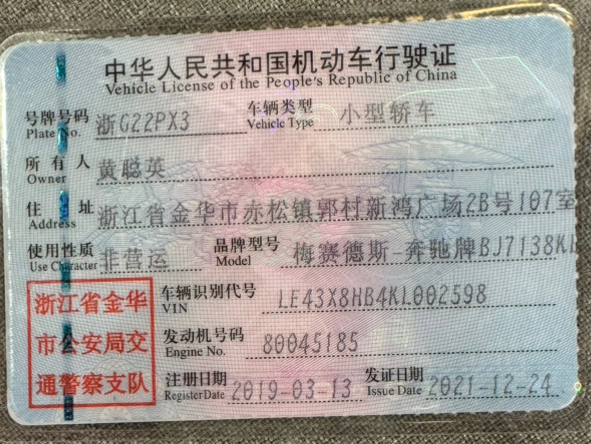 中华人民共和国机动车行驶证
Vehicle License of the People's Republic of China
号牌号码 浙G22PX3 车辆类型 小型轿车
Plate No. Vehicle Type
所有人 黄聪英
Owner
住址 浙江省金华市赤松镇郭村新鸿广场2B号107室
Address
使用性质 非营运 品牌型号 梅赛德斯-奔驰牌BJ7138K
Use Character Model
浙江省金华
市公安局交
通警察支队
车辆识别代号 LE43X8HB4KL002598
VIN
发动机号码 80045185
Engine No.
注册日期 2019-03-13 发证日期 2021-12-24
Register Date Issue Date